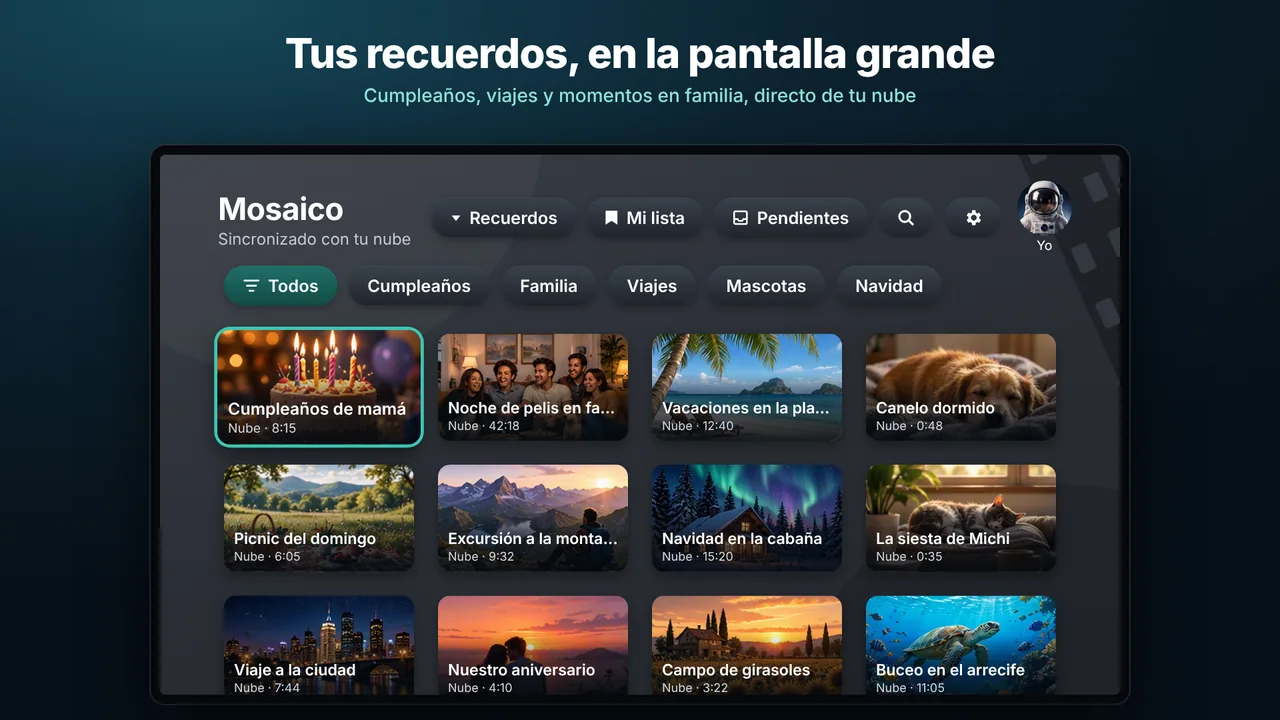 Tus recuerdos, en la pantalla grande
Cumpleaños, viajes y momentos en familia, directo de tu nube
Mosaico
Sincronizado con tu nube
Recuerdos
Mi lista
Pendientes
Yo
Todos
Cumpleaños
Familia
Viajes
Mascotas
Navidad
Cumpleaños de mamá
Nube · 8:15
Noche de pelis en fa...
Nube · 42:18
Vacaciones en la pla...
Nube · 12:40
Canelo dormido
Nube · 0:48
Picnic del domingo
Nube · 6:05
Excursión a la monta...
Nube · 9:32
Navidad en la cabaña
Nube · 15:20
La siesta de Michi
Nube · 0:35
Viaje a la ciudad
Nube · 7:44
Nuestro aniversario
Nube · 4:10
Campo de girasoles
Nube · 3:22
Buceo en el arrecife
Nube · 11:05